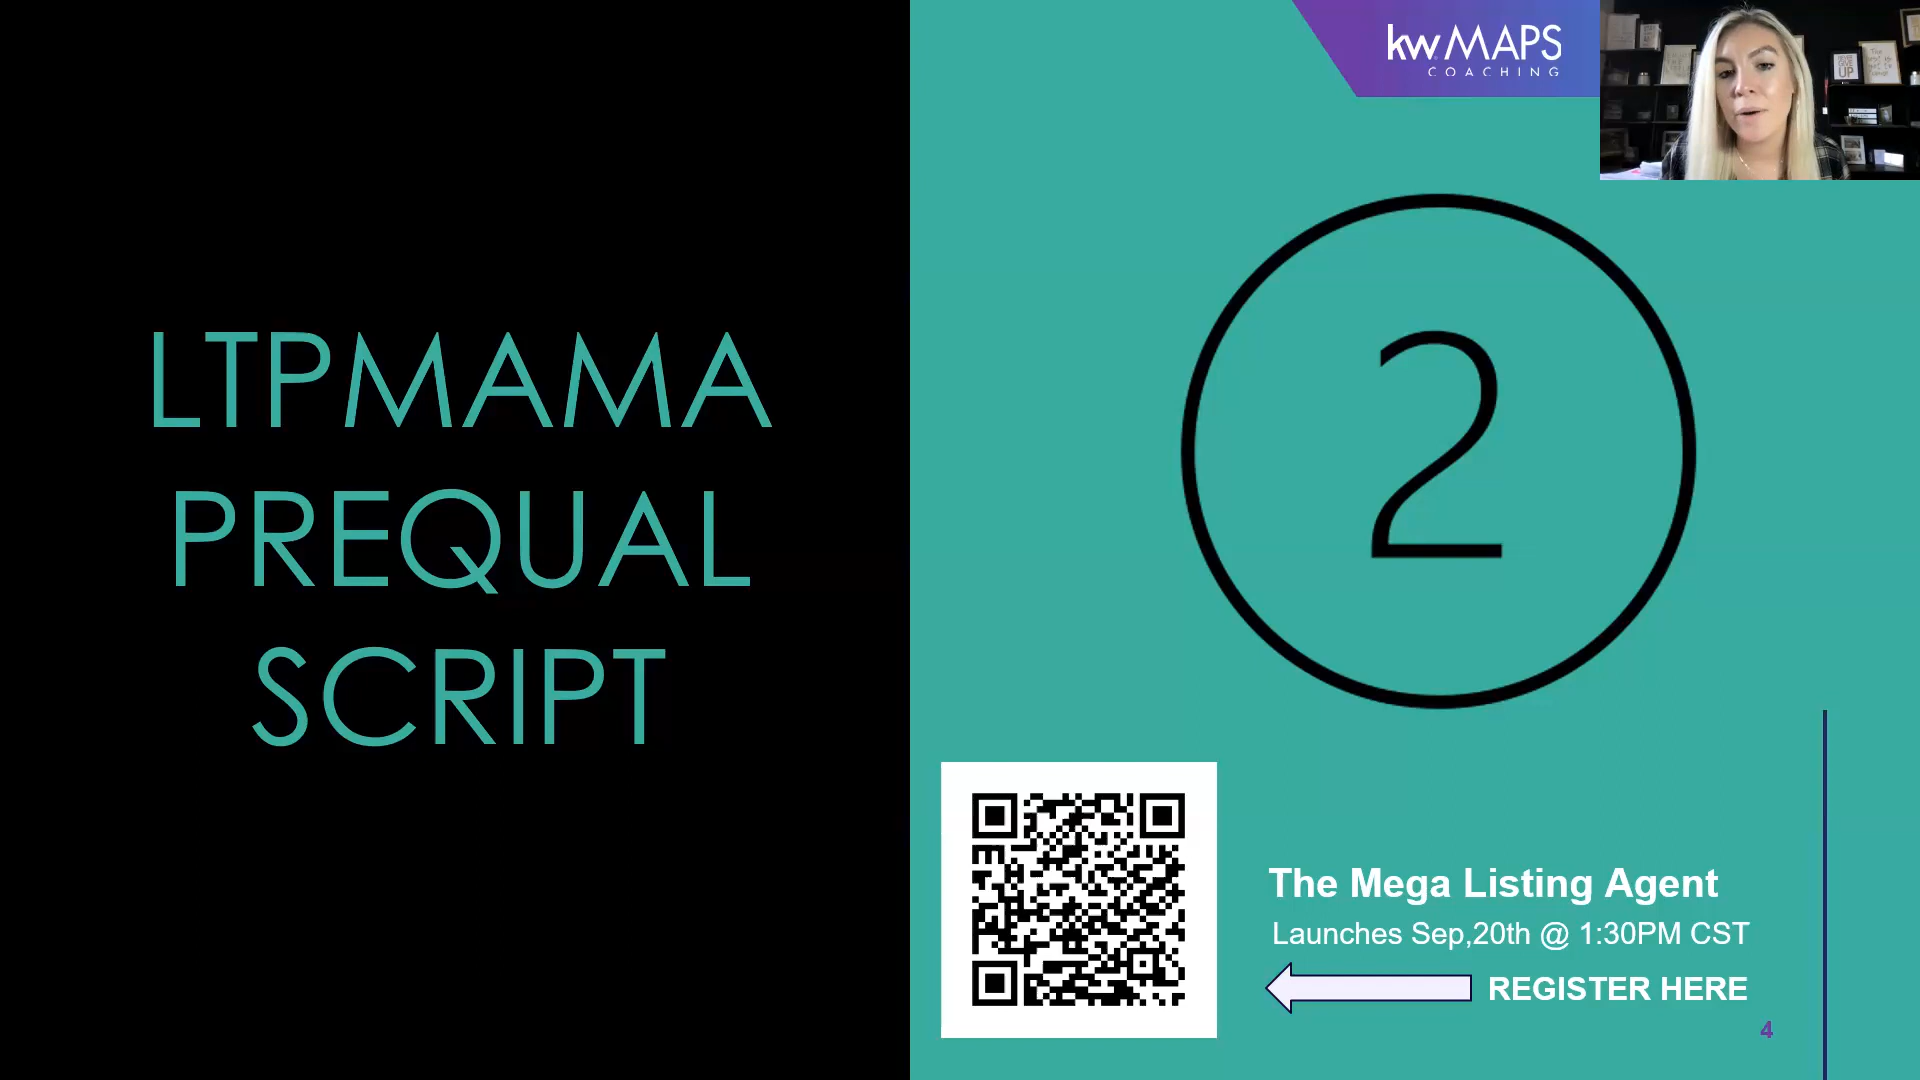 LTPMAMA
PREQUAL
SCRIPT
kw MAPS
COACHING
2
The Mega Listing Agent
Launches Sep,20th @ 1:30PM CST
REGISTER HERE
4